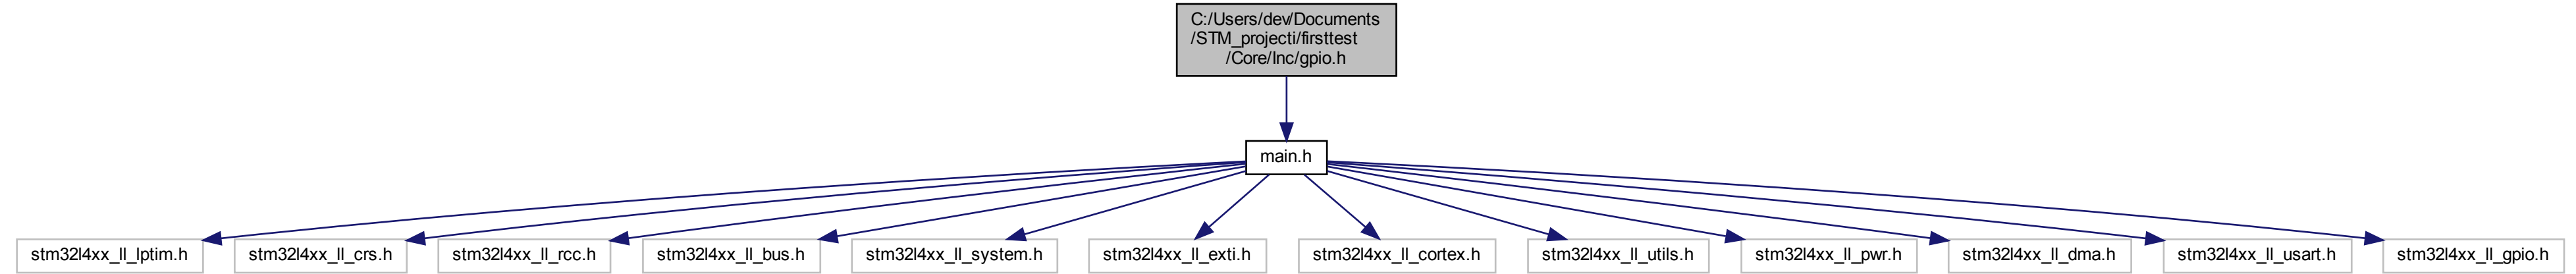 C:/Users/dev/Documents
/STM_projecti/firsttest
/Core/Inc/gpio.h
main.h
stm32l4xx_ll_lptim.h
stm32l4xx_ll_crs.h
stm32l4xx_ll_rcc.h
stm32l4xx_ll_bus.h
stm32l4xx_ll_system.h
stm32l4xx_ll_exti.h
stm32l4xx_ll_cortex.h
stm32l4xx_ll_utils.h
stm32l4xx_ll_pwr.h
stm32l4xx_ll_dma.h
stm32l4xx_ll_usart.h
stm32l4xx_ll_gpio.h